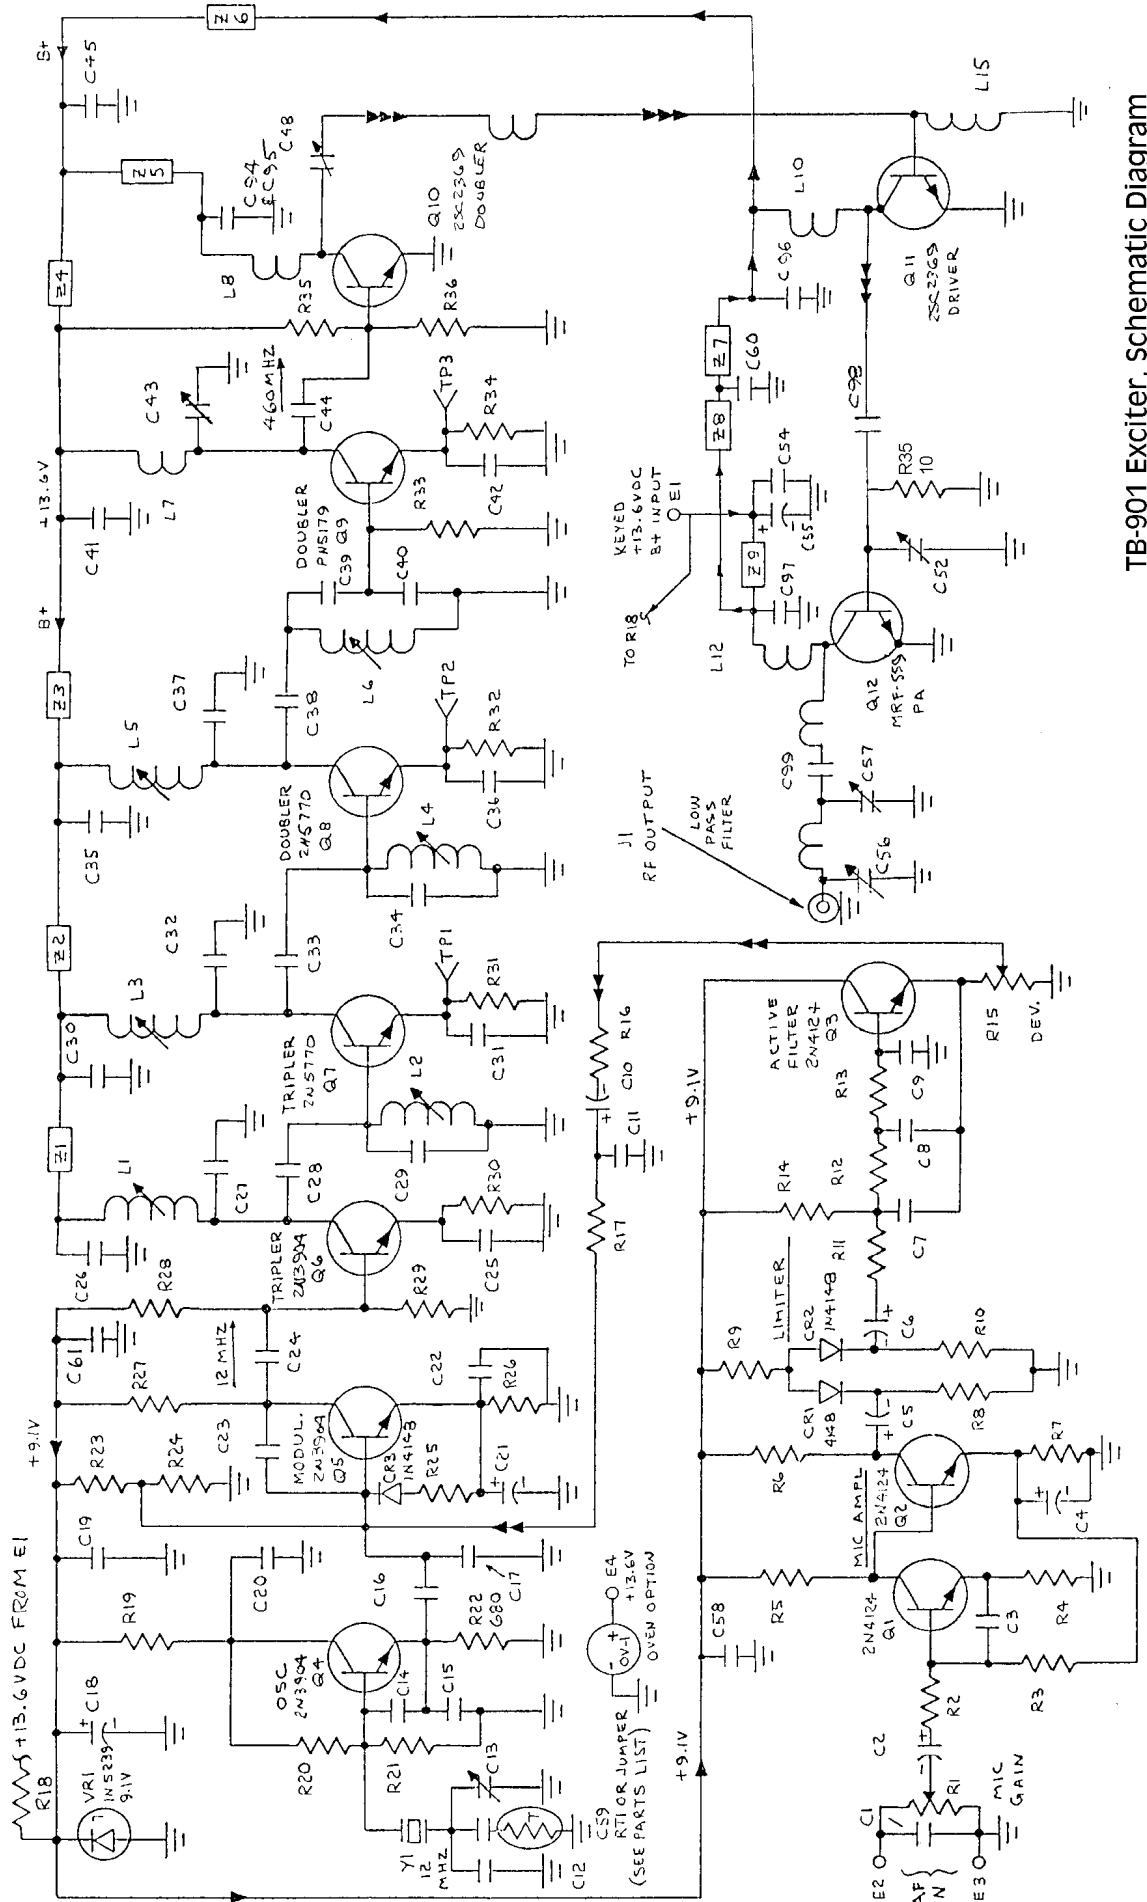 R18
+13.6VDC FROM E1
VR1
1N5239
9.1V
C18
C19
+9.1V
R19
C20
R20
R21
OSC
2N3904
Q4
C14
C15
C16
R22
680
C17
Y1
12
MHZ
C13
C12
C59
RT1 OR JUMPER
(SEE PARTS LIST)
T
OV-1
E4
+13.6V
OVEN OPTION
R23
R24
C61
R27
C23
12 MHZ
C24
MODUL.
2N3904
Q5
CR3
1N4148
R25
C21
C22
R26
R28
R29
C26
L1
C27
C28
TRIPLER
2N3904
Q6
C25
R30
Z1
C30
L3
C32
C33
C29
L2
TRIPLER
2N5770
Q7
C31
R31
TP1
Z2
C35
L5
C37
C38
C34
L4
DOUBLER
2N5770
Q8
C36
R32
TP2
Z3
B+
+13.6V
C41
L7
C43
L6
C39
C40
DOUBLER
PN5179
Q9
R33
C42
R34
TP3
460MHZ
C44
Z4
R35
R36
L8
Z5
C94
&C95
C48
Q10
2SC2369
DOUBLER
C45
B+
Z6
R17
C11
C10
R16
+9.1V
+9.1V
C58
E2
AF
IN
E3
C1
R1
MIC
GAIN
C2
R2
R3
2N4124
Q1
C3
R4
R5
MIC AMPL
2N4124
Q2
R6
C4
R7
C5
R8
CR1
4148
R9
LIMITER
CR2
1N4148
C6
R10
R11
R14
R12
C7
C8
R13
C9
ACTIVE
FILTER
2N4124
Q3
R15
DEV.
J1
RF OUTPUT
LOW
PASS
FILTER
C56
C57
C99
Q12
MRF-559
PA
L12
C97
Z9
TO R18
KEYED
+13.6VDC
B+ INPUT
E1
C55
C54
Z8
C60
Z7
C96
C52
R35
10
C98
L10
Q11
2SC2369
DRIVER
L15
TB-901 Exciter, Schematic Diagram